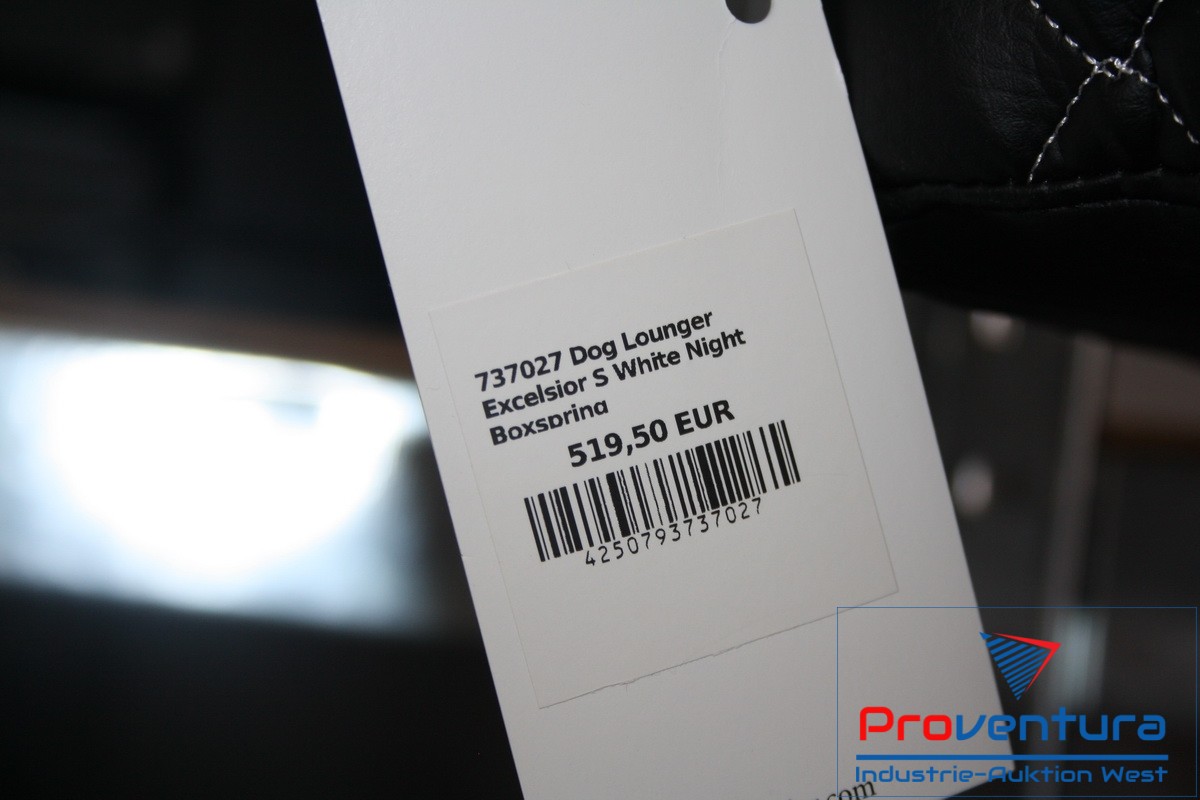 737027 Dog Lounger
Excelsior S White Night
Boxspring
519,50 EUR
4250793737027
Proventura
Industrie-Auktion West